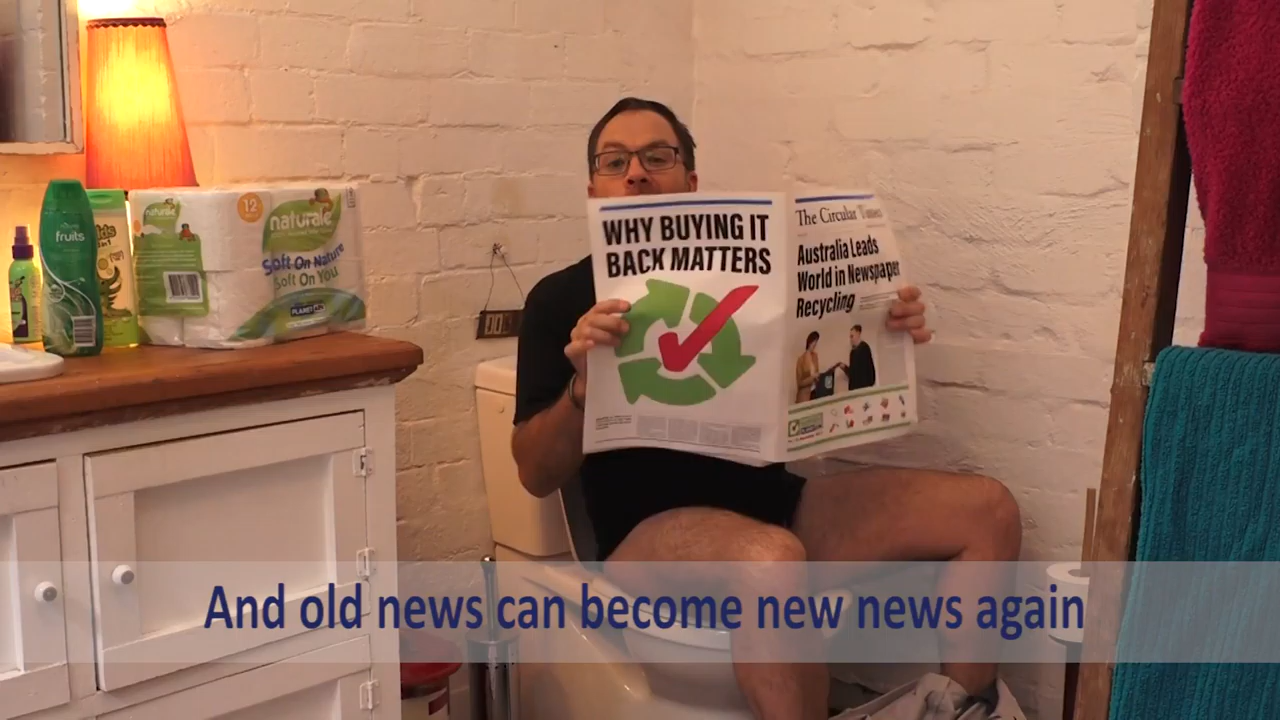 fruits
naturale
12
naturale
Soft On Nature
Soft On You
WHY BUYING IT
BACK MATTERS
The Circular Times
Australia Leads
World in Newspaper
Recycling
And old news can become new news again